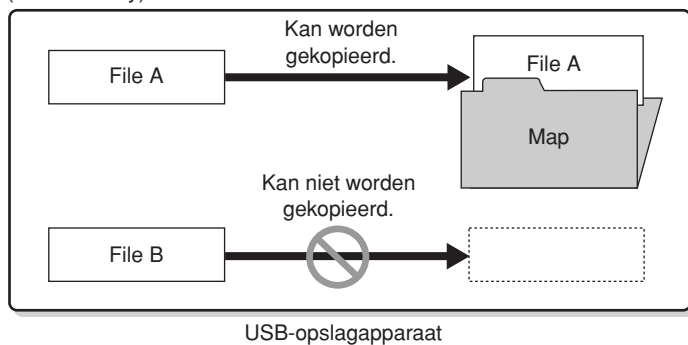 Kan worden
gekopieerd.
File A
File A
Map
Kan niet worden
gekopieerd.
File B
USB-opslagapparaat